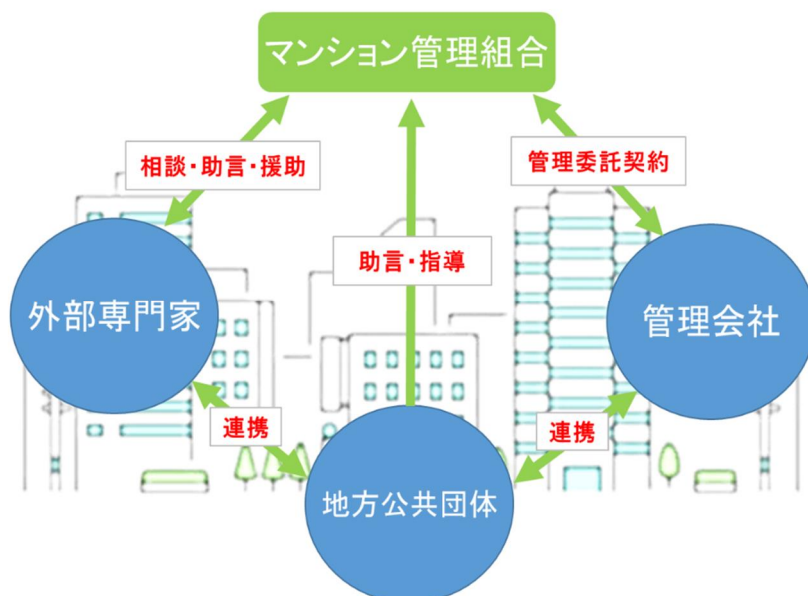 マンション管理組合
相談・助言・援助
管理委託契約
助言・指導
外部専門家
管理会社
連携
連携
地方公共団体